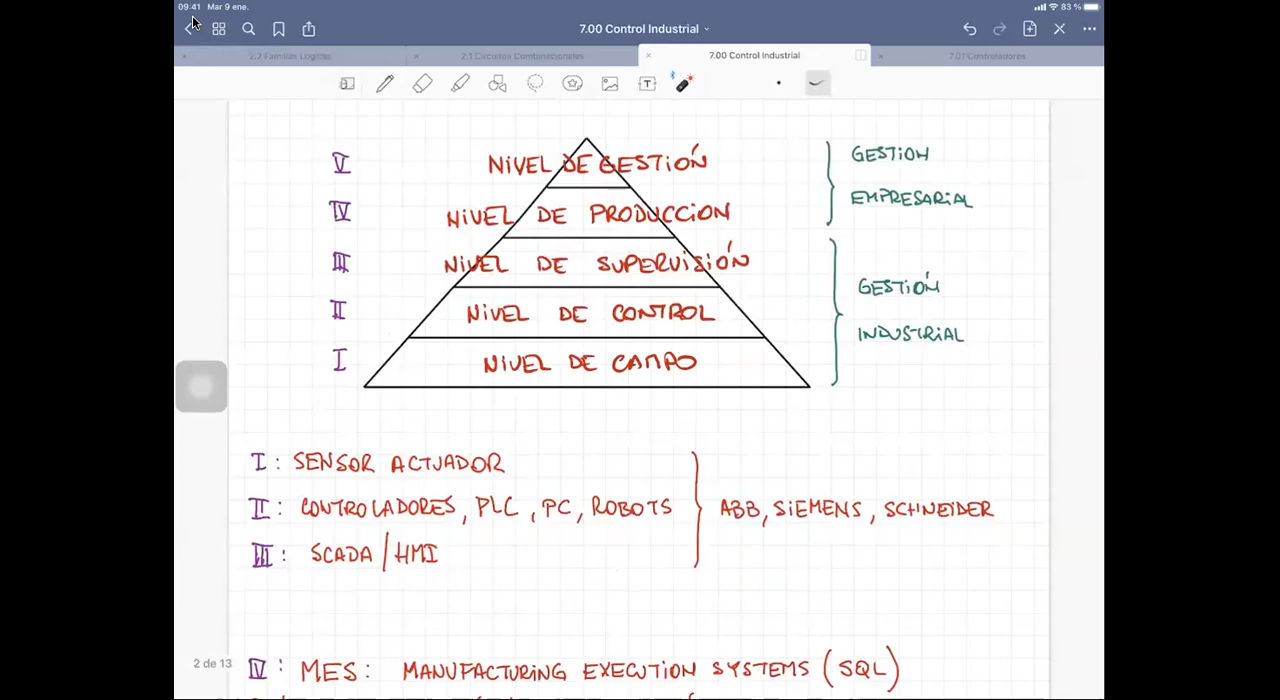 09:41 Mar 9 ene.
83 %
7.00 Control Industrial
2.2 Familias Logicas
2.1 Circuitos Combinacionales
7.00 Control Industrial
7.01 Controladores
T
V NIVEL DE GESTIÓN
IV NIVEL DE PRODUCCION
III NIVEL DE SUPERVISIÓN
II NIVEL DE CONTROL
I NIVEL DE CAMPO
GESTION
EMPRESARIAL
GESTIÓN
INDUSTRIAL
I : SENSOR ACTUADOR
II : CONTROLADORES, PLC, PC, ROBOTS
III : SCADA / HMI
ABB, SIEMENS, SCHNEIDER
2 de 13
IV : MES : MANUFACTURING EXECUTION SYSTEMS (SQL)